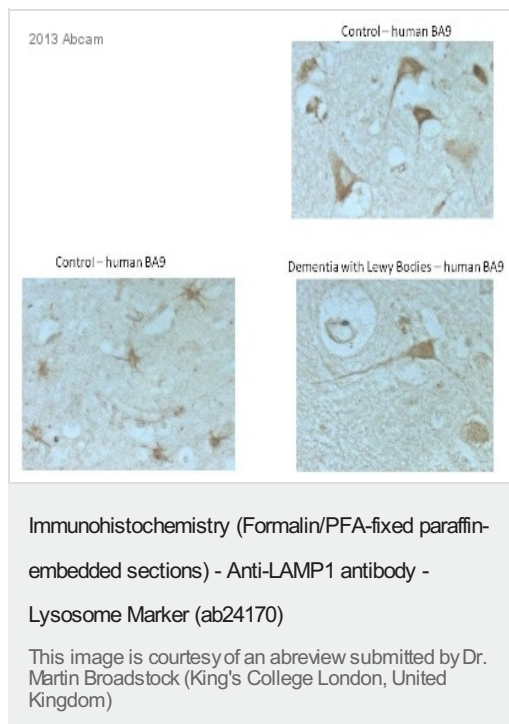 2013 Abcam
Control – human BA9
Control – human BA9
Dementia with Lewy Bodies – human BA9
Immunohistochemistry (Formalin/PFA-fixed paraffin-
embedded sections) - Anti-LAMP1 antibody -
Lysosome Marker (ab24170)
This image is courtesy of an abreview submitted by Dr.
Martin Broadstock (King's College London, United
Kingdom)